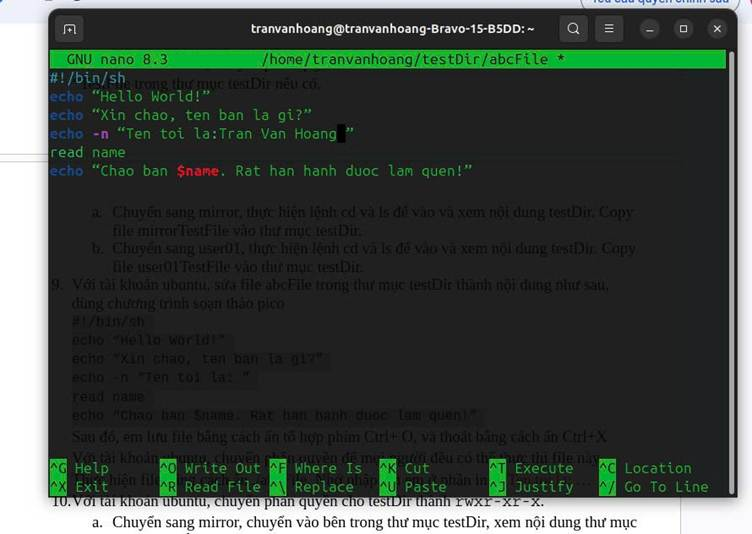 tranvanhoang@tranvanhoang-Bravo-15-B5DD: ~
GNU nano 8.3 /home/tranvanhoang/testDir/abcFile *
trong thư mục testDir nếu có.
#!/bin/sh
echo “Hello World!”
echo “Xin chao, ten ban la gi?”
echo -n “Ten toi la:Tran Van Hoang ”
read name
echo “Chao ban $name. Rat han hanh duoc lam quen!”
a. Chuyển sang mirror, thực hiện lệnh cd và ls để vào và xem nội dung testDir. Copy
file mirrorTestFile vào thư mục testDir.
b. Chuyển sang user01, thực hiện lệnh cd và ls để vào và xem nội dung testDir. Copy
file user01TestFile vào thư mục testDir.
9. Với tài khoản ubuntu, sửa file abcFile trong thư mục testDir thành nội dung như sau,
dùng chương trình soạn thảo pico
#!/bin/sh
echo “Hello World!”
echo “Xin chao, ten ban la gi?”
echo -n “Ten toi la: ”
read name
echo “Chao ban $name. Rat han hanh duoc lam quen!”
Sau đó, em lưu file bằng cách ấn tổ hợp phím Ctrl+ O, và thoát bằng cách ấn Ctrl+X
Với tài khoản ubuntu, chuyển phân quyền để mọi người đều có thể thực thi file này
^G Help ^O Write Out ^F Where Is ^K Cut ^T Execute ^C Location
^X Exit ^R Read File ^\ Replace ^U Paste ^J Justify ^/ Go To Line
10. Với tài khoản ubuntu, chuyển phân quyền cho testDir thành rwxr-xr-x.
a. Chuyển sang mirror, chuyển vào bên trong thư mục testDir, xem nội dung thư mục